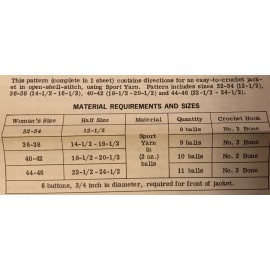 This pattern (complete in 1 sheet) contains directions for an easy-to-crochet jack-
et in open-shell-stitch, using Sport Yarn. Pattern includes sizes 32-34 (12-1/2),
36-38 (14-1/2 - 16-1/2), 40-42 (18-1/2 - 20-1/2) and 44-46 (22-1/2 - 24-1/2).
MATERIAL REQUIREMENTS AND SIZES
Woman's Size Half Size Material Quantity Crochet Hook
32-34 12-1/2 Sport Yarn in (2 oz.) balls 8 balls No. 2 Bone
36-38 14-1/2 - 16-1/2 9 balls No. 2 Bone
40-42 18-1/2 - 20-1/2 10 balls No. 2 Bone
44-46 22-1/2 - 24-1/2 11 balls No. 2 Bone
6 buttons, 3/4 inch in diameter, required for front of jacket.